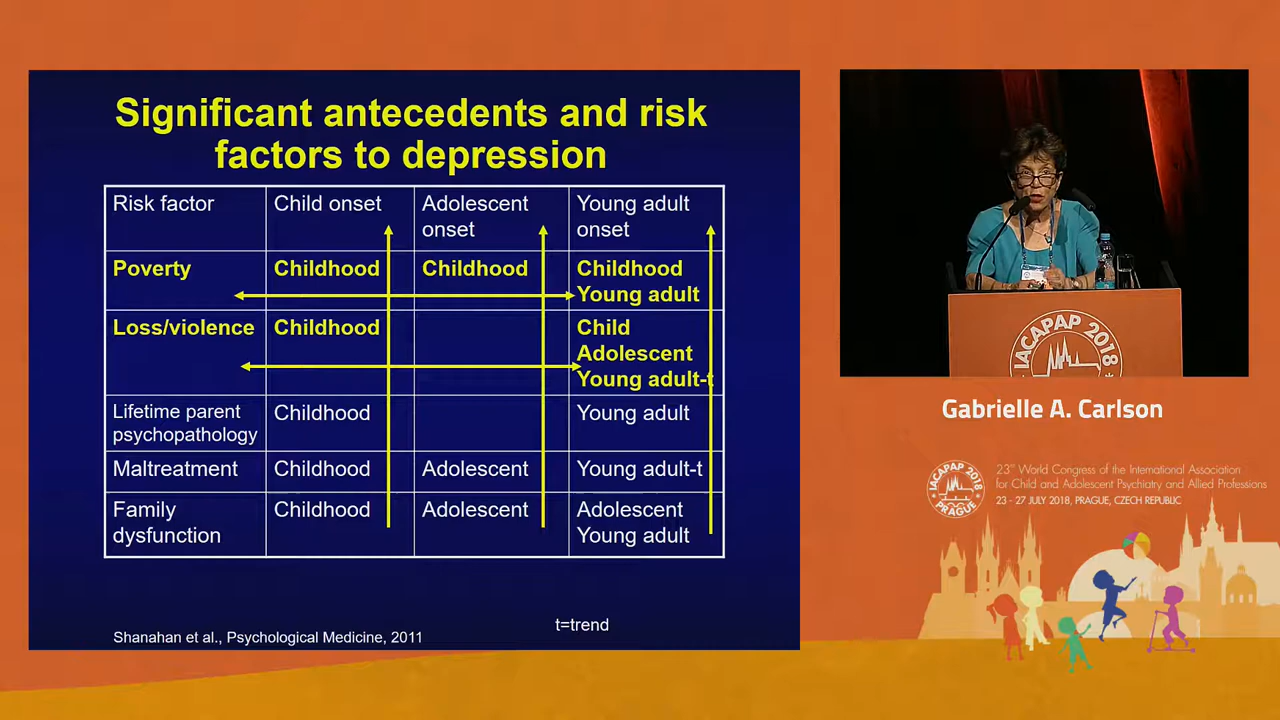 Significant antecedents and risk
factors to depression
Risk factor
Child onset
Adolescent
onset
Young adult
onset
Poverty
Childhood
Childhood
Childhood
Young adult
Loss/violence
Childhood
Child
Adolescent
Young adult-t
Lifetime parent
psychopathology
Childhood
Young adult
Maltreatment
Childhood
Adolescent
Young adult-t
Family
dysfunction
Childhood
Adolescent
Adolescent
Young adult
t=trend
Shanahan et al., Psychological Medicine, 2011
IACAPAP 2018
Gabrielle A. Carlson
IACAPAP 2018
PRAGUE
23rd World Congress of the International Association
for Child and Adolescent Psychiatry and Allied Professions
23 - 27 JULY 2018, PRAGUE, CZECH REPUBLIC